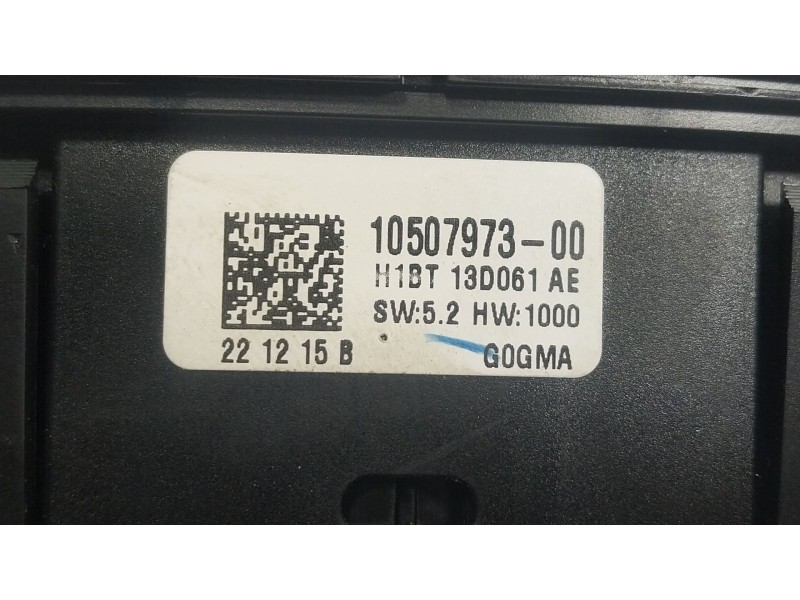 10507973-00
H1BT 13D061 AE
SW:5.2 HW:1000
22 12 15 B
G0GMA